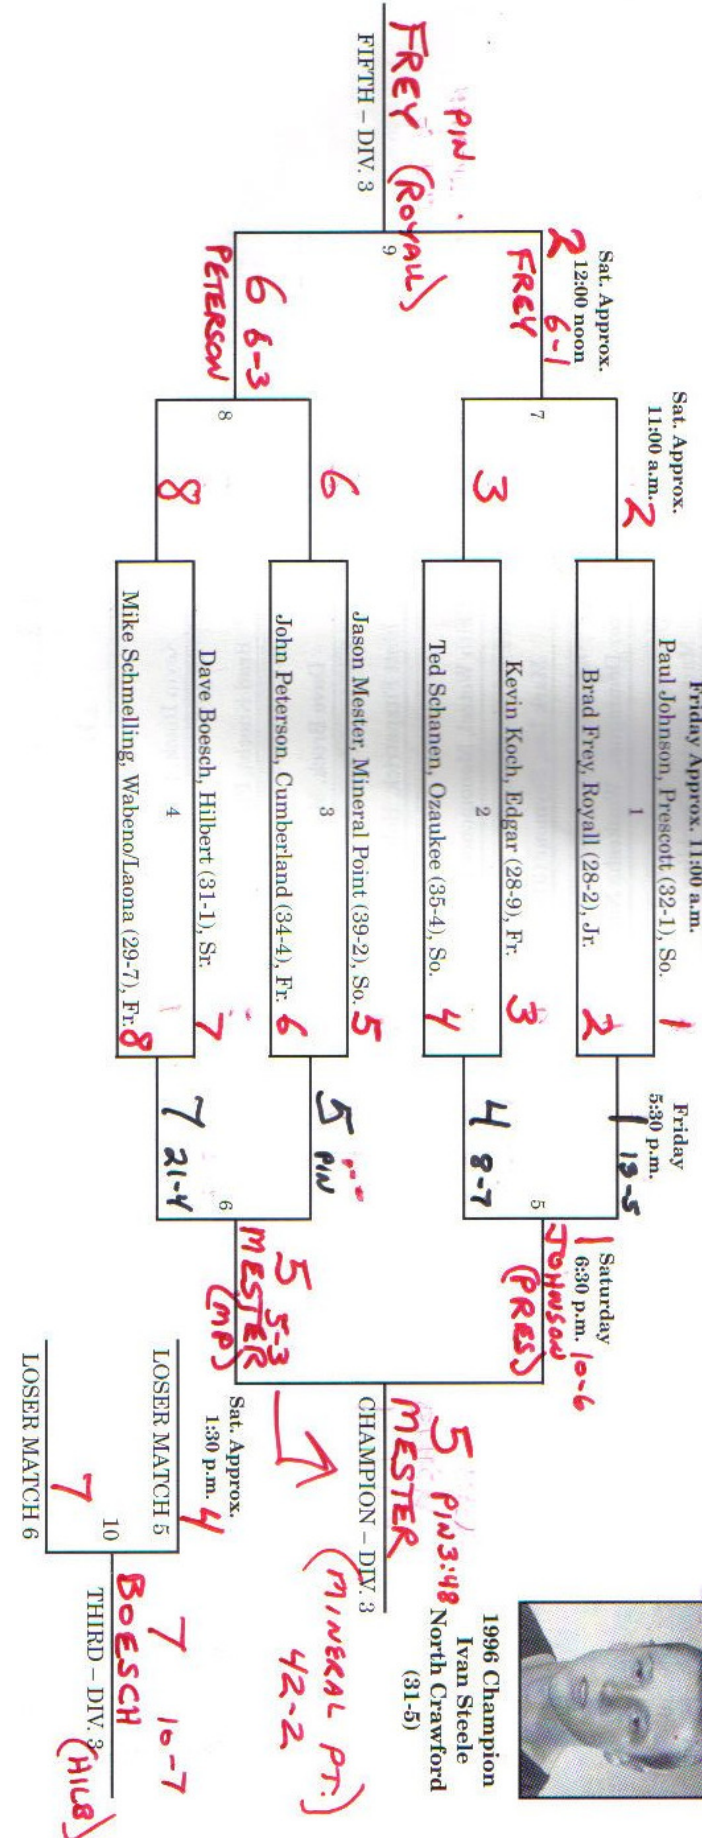 Friday Approx. 11:00 a.m.
Friday
5:30 p.m.
Saturday
6:30 p.m.
Sat. Approx.
11:00 a.m.
Sat. Approx.
12:00 noon
1996 Champion
Ivan Steele
North Crawford
(31-5)
Paul Johnson, Prescott (32-1), So. 1
1
Brad Frey, Royall (28-2), Jr. 2
Kevin Koch, Edgar (28-9), Fr. 3
2
Ted Schanen, Ozaukee (35-4), So. 4
Jason Mester, Mineral Point (39-2), So. 5
3
John Peterson, Cumberland (34-4), Fr. 6
Dave Boesch, Hilbert (31-1), Sr. 7
4
Mike Schmelling, Wabeno/Laona (29-7), Fr. 8
1 13-5
5
4 8-7
5 PIN
6
7 21-4
1 10-6
JOHNSON
(PRES)
5 5-3
MESTER
(MP)
5 PIN 3:48
MESTER
CHAMPION – DIV. 3
(MINERAL PT.)
42-2
2
7
3
6
8
8
2 6-1
FREY
9
6 6-3
PETERSON
PIN
FREY (ROYALL)
FIFTH – DIV. 3
Sat. Approx.
1:30 p.m. 4
LOSER MATCH 5
10
7
LOSER MATCH 6
7 10-7
BOESCH (HILB)
THIRD – DIV. 3